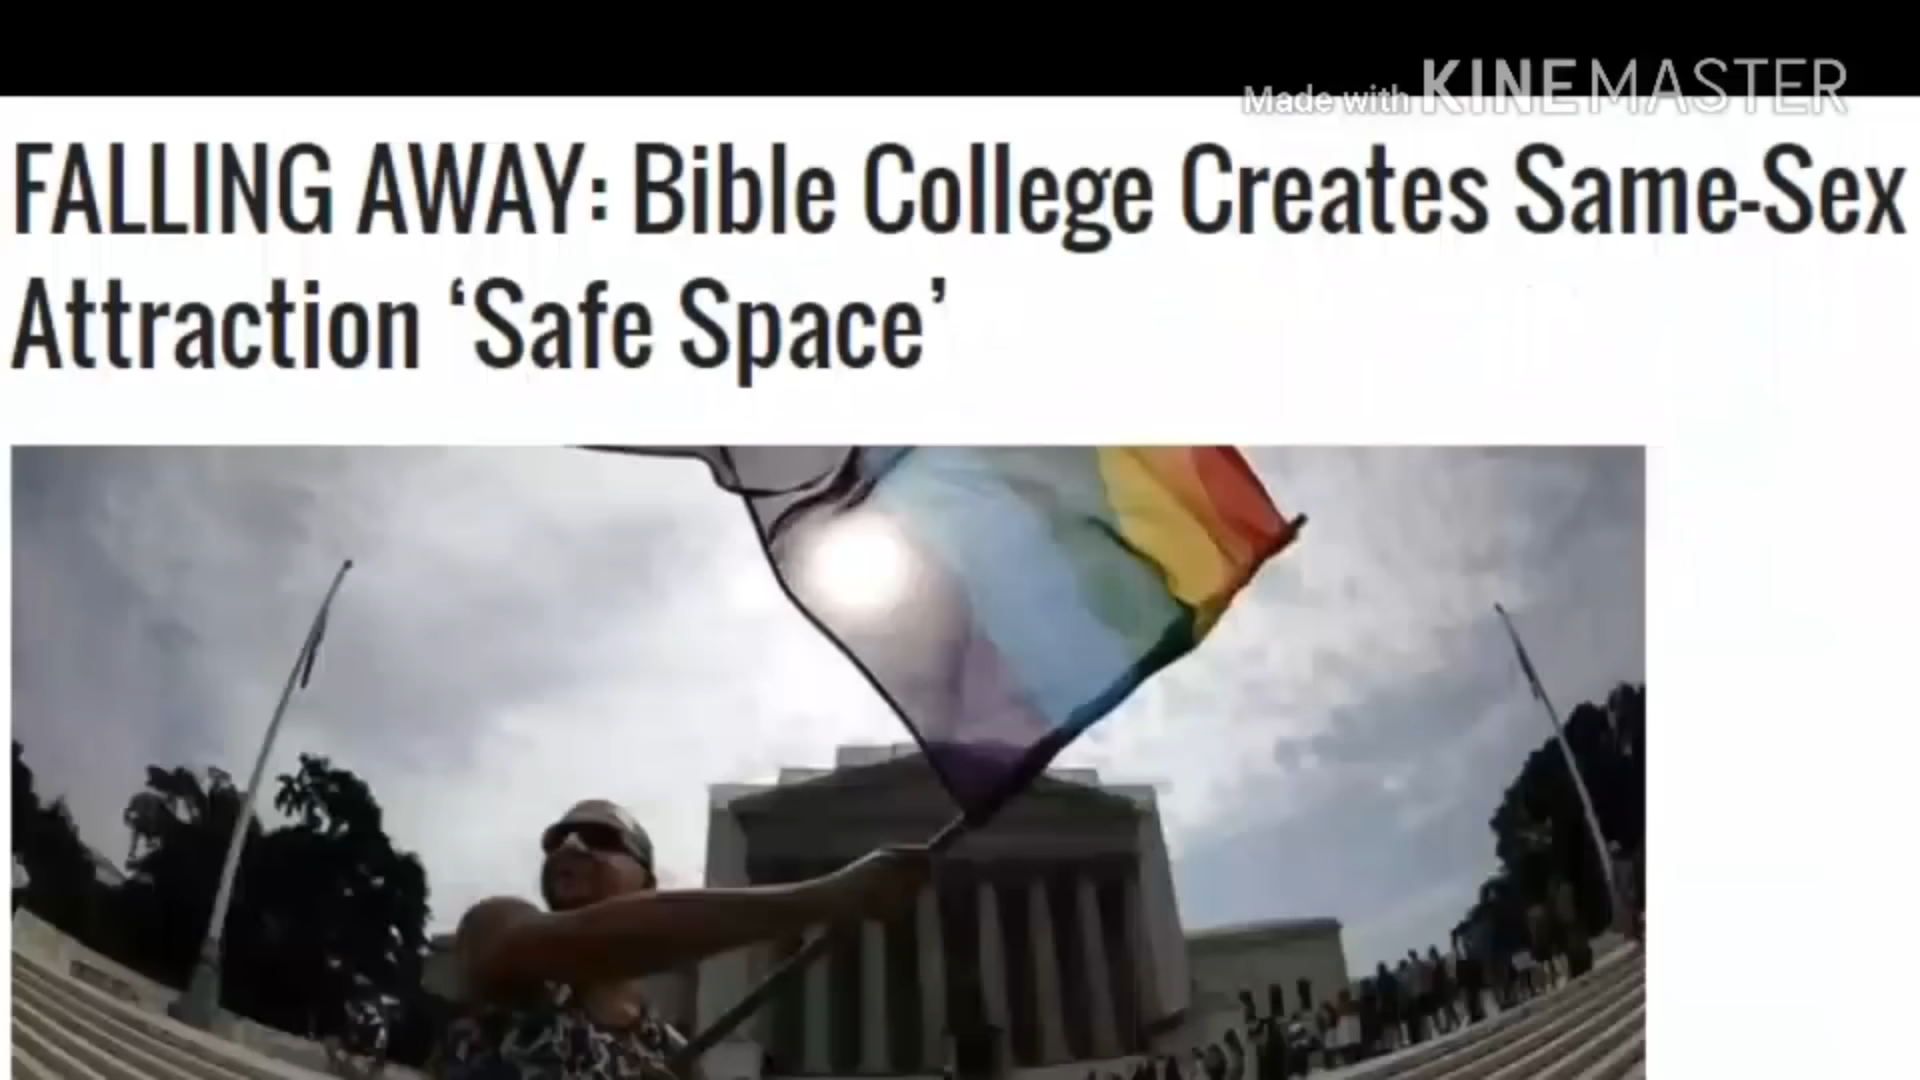 Made with KINEMASTER
FALLING AWAY: Bible College Creates Same-Sex
Attraction ‘Safe Space’